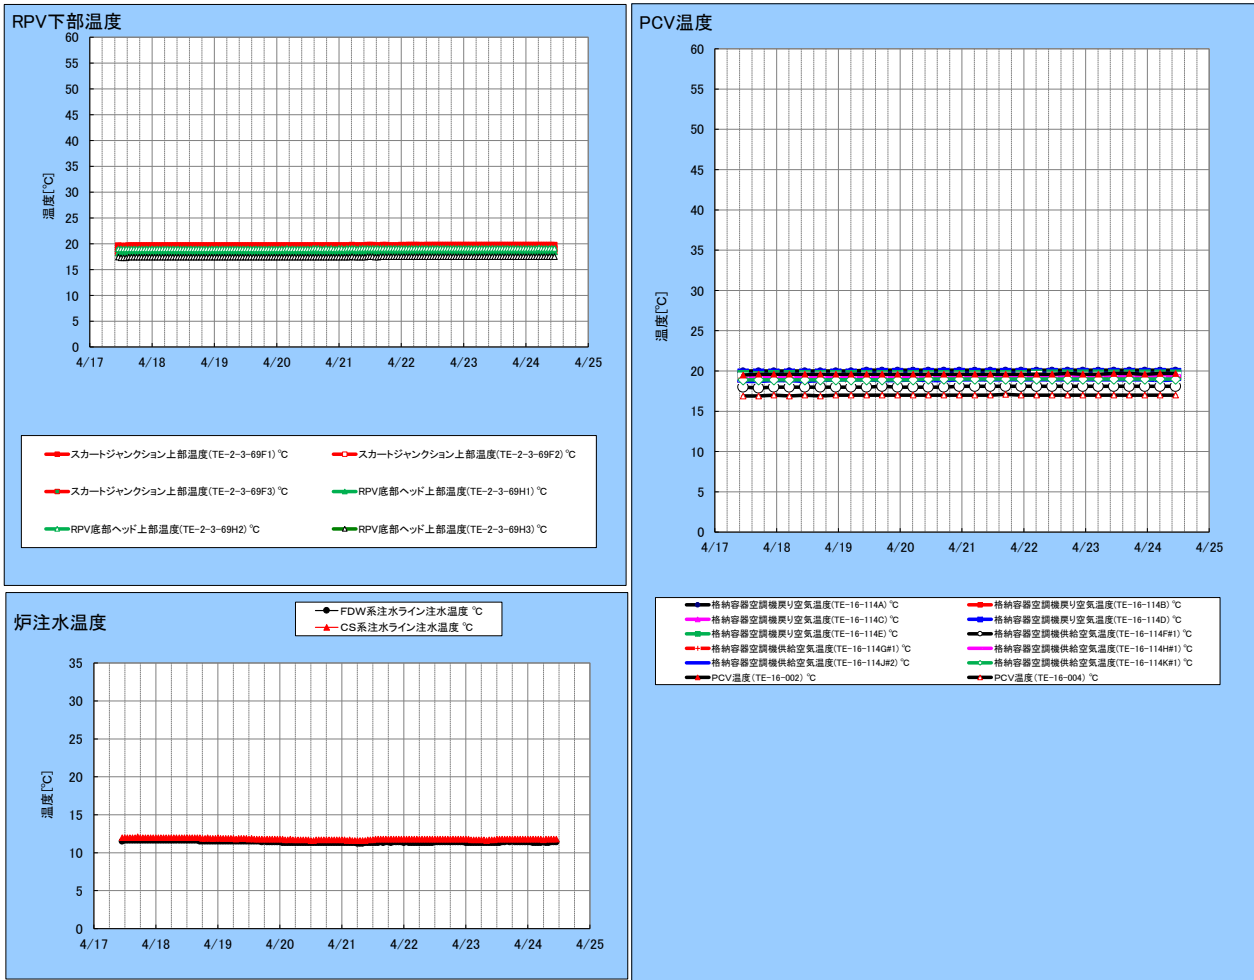 RPV下部温度
60
55
50
45
40
35
30
25
20
15
10
5
0
温度[℃]
4/17 4/18 4/19 4/20 4/21 4/22 4/23 4/24 4/25
スカートジャンクション上部温度(TE-2-3-69F1) ℃ スカートジャンクション上部温度(TE-2-3-69F2) ℃
スカートジャンクション上部温度(TE-2-3-69F3) ℃ RPV底部ヘッド上部温度(TE-2-3-69H1) ℃
RPV底部ヘッド上部温度(TE-2-3-69H2) ℃ RPV底部ヘッド上部温度(TE-2-3-69H3) ℃
炉注水温度
FDW系注水ライン注水温度 ℃
CS系注水ライン注水温度 ℃
35
30
25
20
15
10
5
0
温度[℃]
4/17 4/18 4/19 4/20 4/21 4/22 4/23 4/24 4/25
PCV温度
60
55
50
45
40
35
30
25
20
15
10
5
0
温度[℃]
4/17 4/18 4/19 4/20 4/21 4/22 4/23 4/24 4/25
格納容器空調機戻り空気温度(TE-16-114A) ℃ 格納容器空調機戻り空気温度(TE-16-114B) ℃
格納容器空調機戻り空気温度(TE-16-114C) ℃ 格納容器空調機戻り空気温度(TE-16-114D) ℃
格納容器空調機戻り空気温度(TE-16-114E) ℃ 格納容器空調機供給空気温度(TE-16-114F#1) ℃
格納容器空調機供給空気温度(TE-16-114G#1) ℃ 格納容器空調機供給空気温度(TE-16-114H#1) ℃
格納容器空調機供給空気温度(TE-16-114J#2) ℃ 格納容器空調機供給空気温度(TE-16-114K#1) ℃
PCV温度(TE-16-002) ℃ PCV温度(TE-16-004) ℃